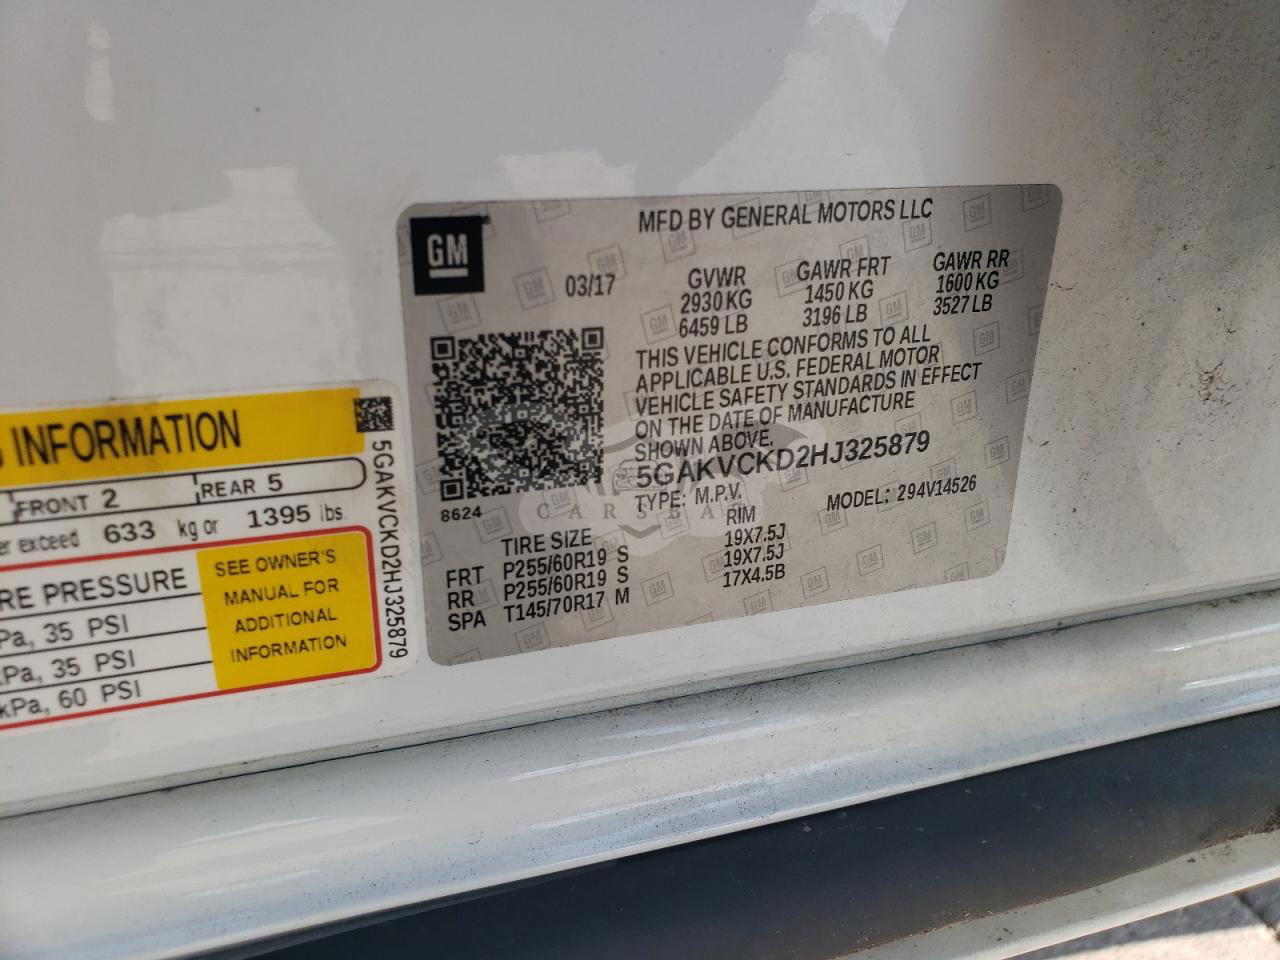 INFORMATION
FRONT 2 REAR 5
er exceed 633 kg or 1395 lbs.
RE PRESSURE
Pa, 35 PSI
kPa, 35 PSI
kPa, 60 PSI
SEE OWNER'S
MANUAL FOR
ADDITIONAL
INFORMATION
5GAKVCKD2HJ325879
GM
MFD BY GENERAL MOTORS LLC
03/17 GVWR GAWR FRT GAWR RR
2930 KG 1450 KG 1600 KG
6459 LB 3196 LB 3527 LB
THIS VEHICLE CONFORMS TO ALL
APPLICABLE U.S. FEDERAL MOTOR
VEHICLE SAFETY STANDARDS IN EFFECT
ON THE DATE OF MANUFACTURE
SHOWN ABOVE.
5GAKVCKD2HJ325879
TYPE: M.P.V. MODEL: 294V14526
8624
TIRE SIZE RIM
FRT P255/60R19 S 19X7.5J
RR P255/60R19 S 19X7.5J
SPA T145/70R17 M 17X4.5B